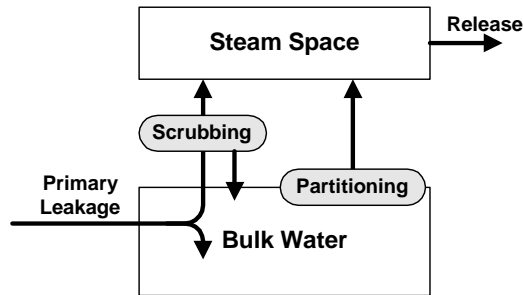 Steam Space
Release
Scrubbing
Primary
Leakage
Partitioning
Bulk Water